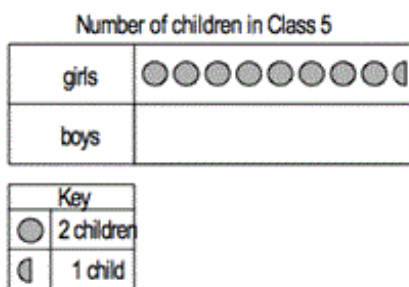 Number of children in Class 5
girls
boys
Key
2 children
1 child